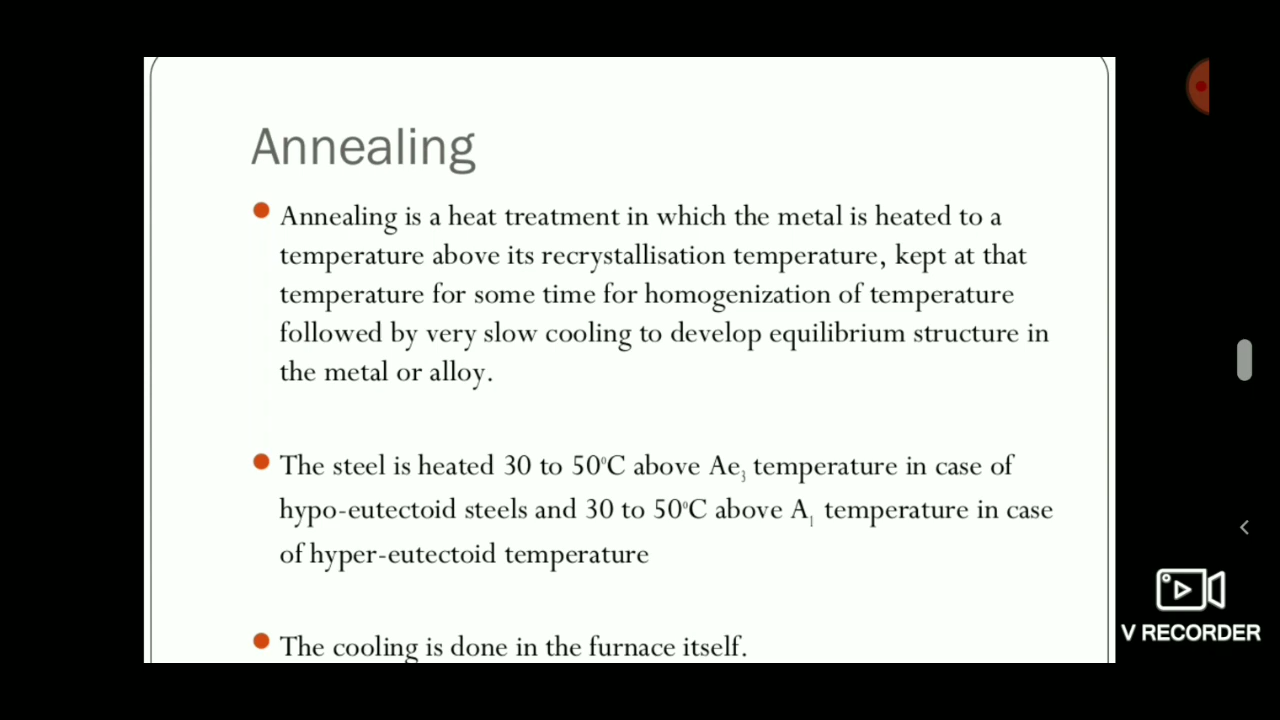 Annealing
Annealing is a heat treatment in which the metal is heated to a
temperature above its recrystallisation temperature, kept at that
temperature for some time for homogenization of temperature
followed by very slow cooling to develop equilibrium structure in
the metal or alloy.
The steel is heated 30 to 50⁰C above Ae₃ temperature in case of
hypo-eutectoid steels and 30 to 50⁰C above A₁ temperature in case
of hyper-eutectoid temperature
The cooling is done in the furnace itself.
V RECORDER